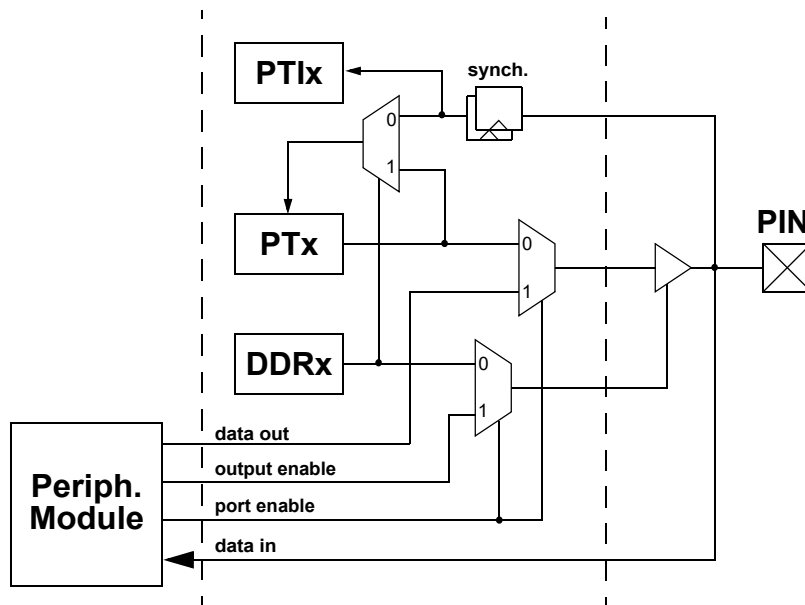 PTIx
synch.
0
1
PTx
PIN
0
1
DDRx
0
1
data out
output enable
port enable
data in
Periph.
Module